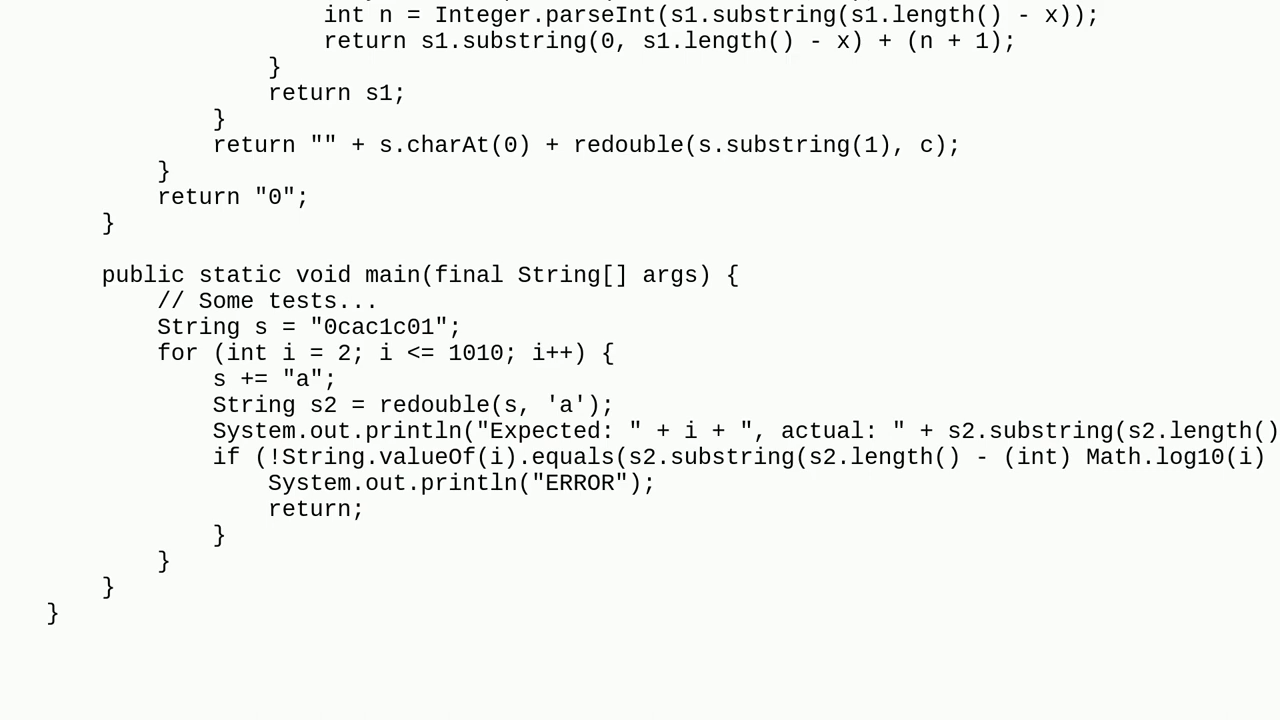 int n = Integer.parseInt(s1.substring(s1.length() - x));
return s1.substring(0, s1.length() - x) + (n + 1);
}
return s1;
}
return "" + s.charAt(0) + redouble(s.substring(1), c);
}
return "0";
}
public static void main(final String[] args) {
// Some tests...
String s = "0cac1c01";
for (int i = 2; i <= 1010; i++) {
s += "a";
String s2 = redouble(s, 'a');
System.out.println("Expected: " + i + ", actual: " + s2.substring(s2.length()
if (!String.valueOf(i).equals(s2.substring(s2.length() - (int) Math.log10(i)
System.out.println("ERROR");
return;
}
}
}
}